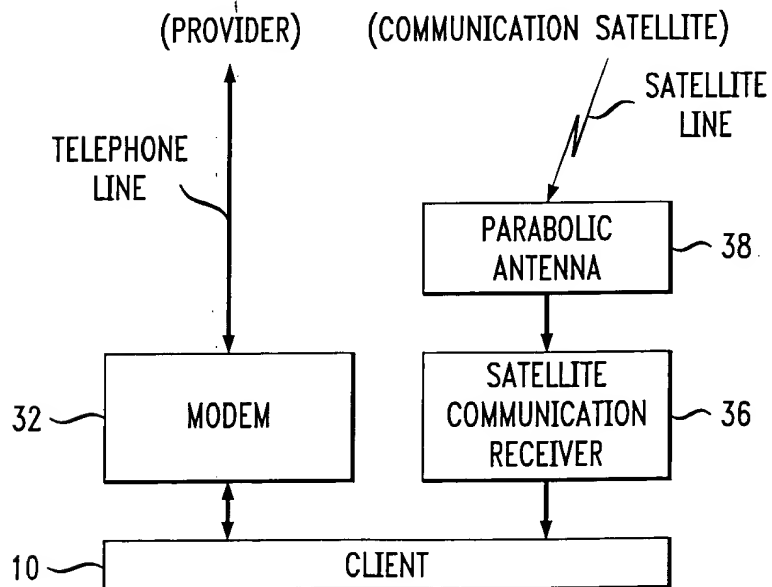 (PROVIDER)
(COMMUNICATION SATELLITE)
SATELLITE
LINE
TELEPHONE
LINE
PARABOLIC
ANTENNA
38
32
MODEM
SATELLITE
COMMUNICATION
RECEIVER
36
10
CLIENT